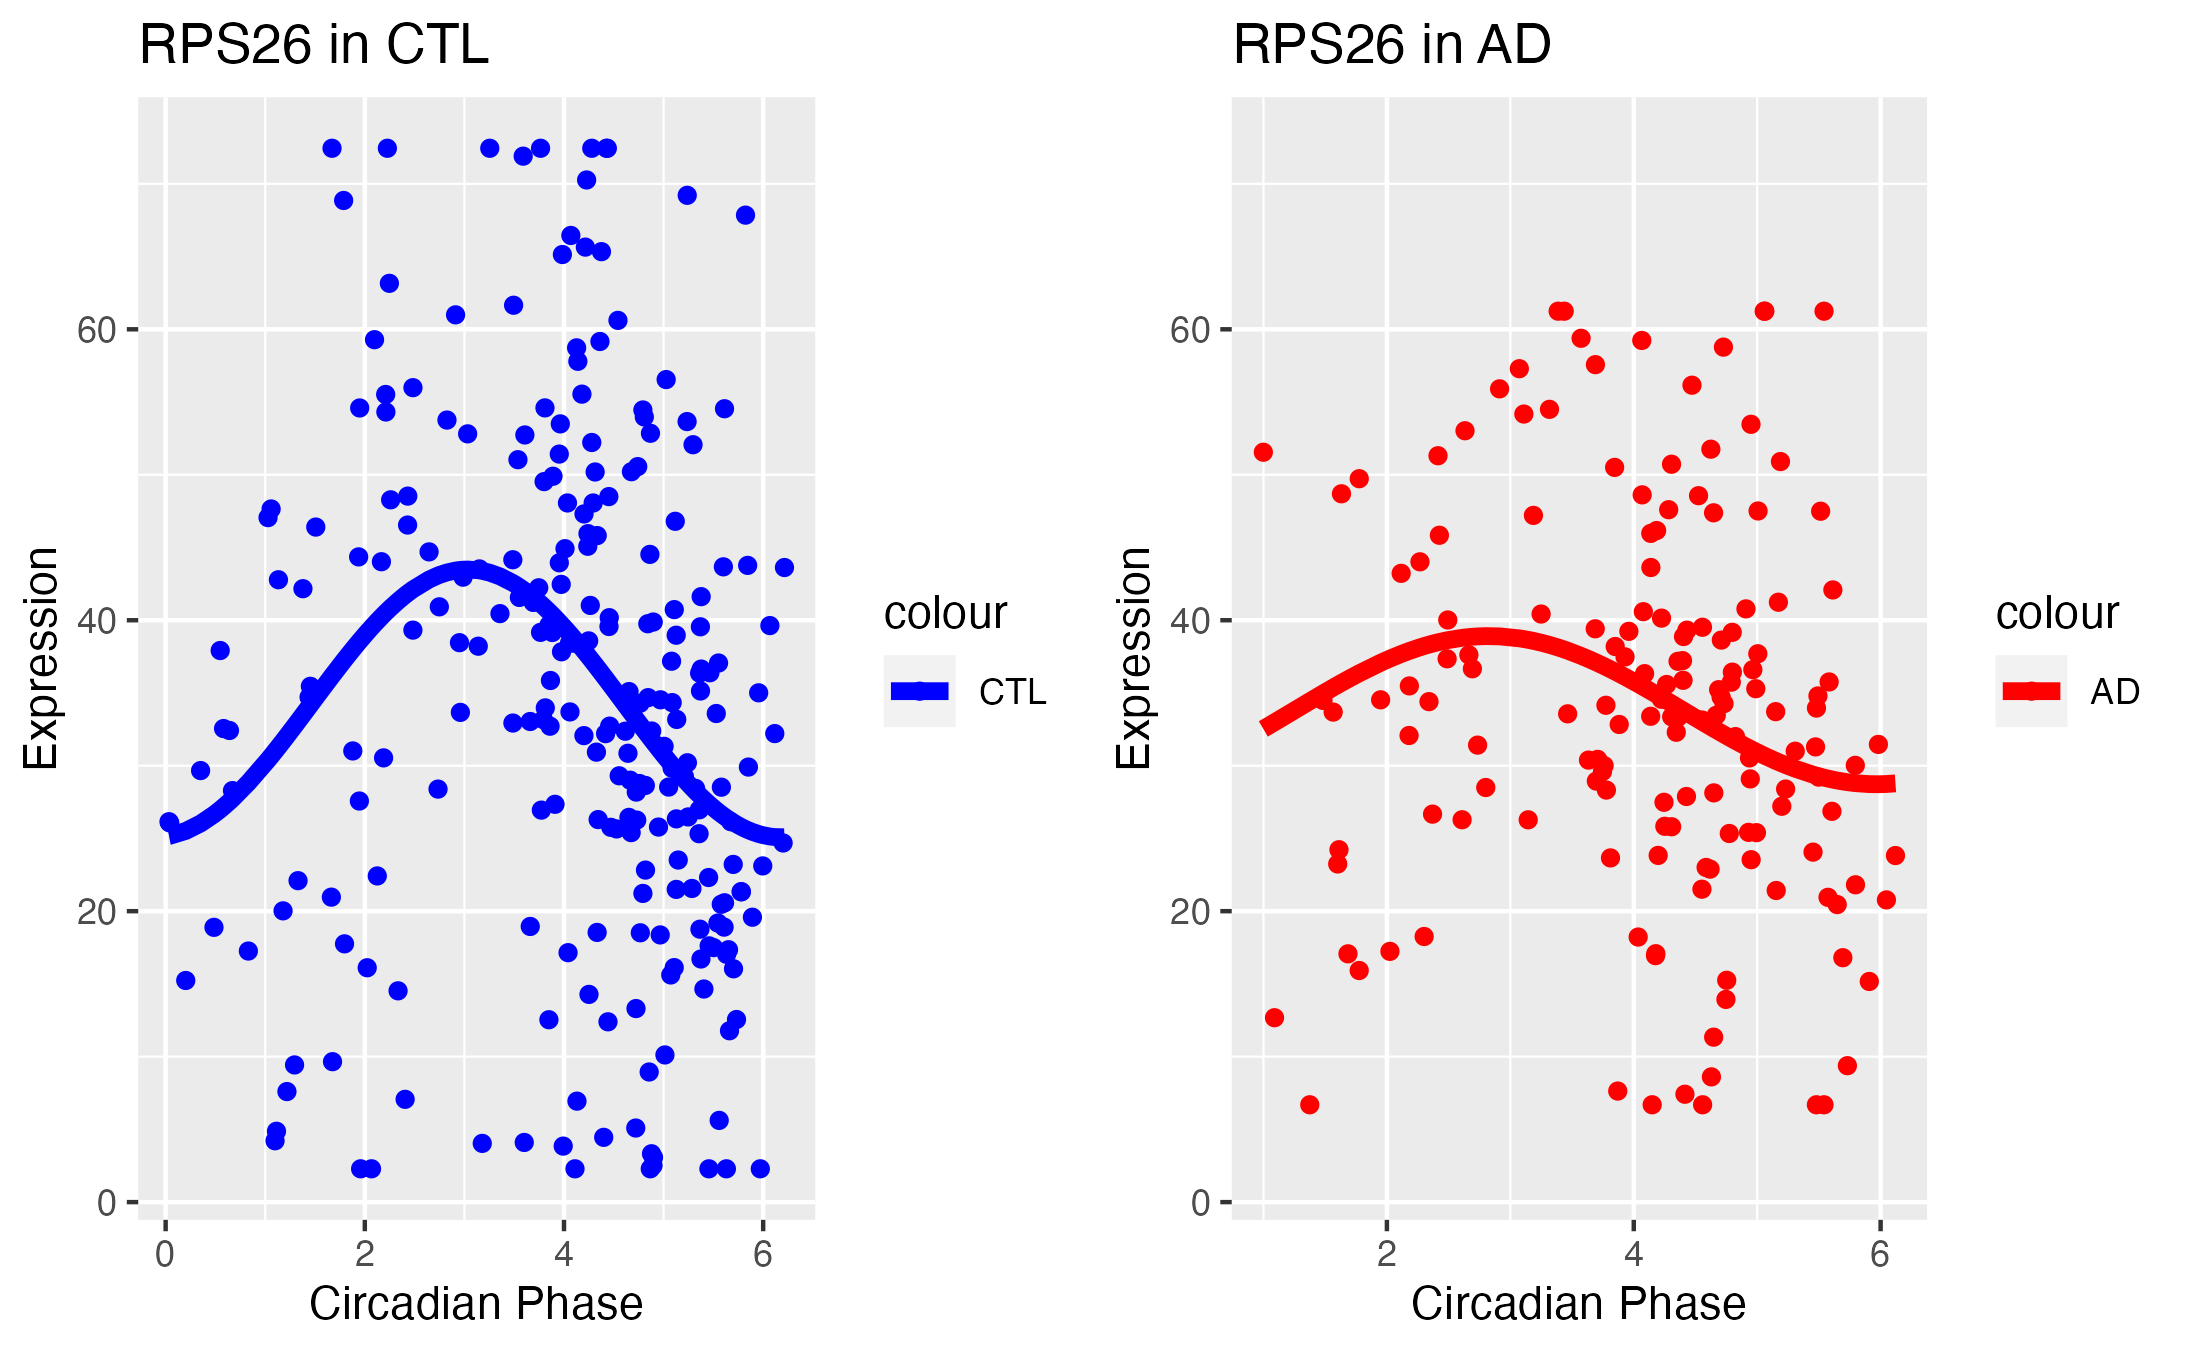 RPS26 in CTL
Expression
60
40
20
0
0 2 4 6
Circadian Phase
colour
CTL
RPS26 in AD
Expression
60
40
20
0
2 4 6
Circadian Phase
colour
AD